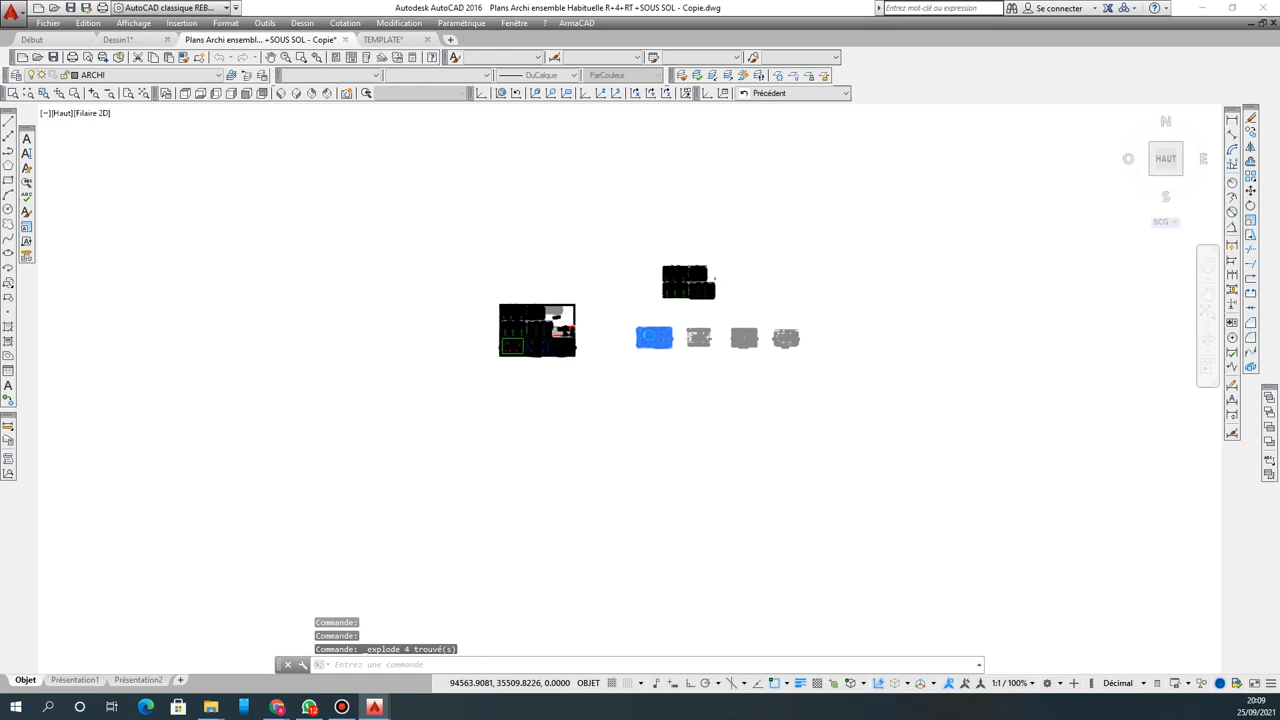 AutoCAD classique REB...
Autodesk AutoCAD 2016 Plans Archi ensemble Habituelle R+4+RT +SOUS SOL - Copie.dwg
Entrez mot-clé ou expression
Se connecter
Fichier Edition Affichage Insertion Format Outils Dessin Cotation Modification Paramétrique Fenêtre ? ArmaCAD
Début
Dessin1*
Plans Archi ensembl... +SOUS SOL - Copie*
TEMPLATE*
ARCHI
DuCalque
ParCouleur
Précédent
[−][Haut][Filaire 2D]
N
O
HAUT
E
S
SCG
Commande:
Commande:
Commande: _explode 4 trouvé(s)
Entrez une commande
Objet Présentation1 Présentation2 +
94563.9081, 35509.8226, 0.0000 OBJET
1:1 / 100%
Décimal
12
20:09
25/09/2021